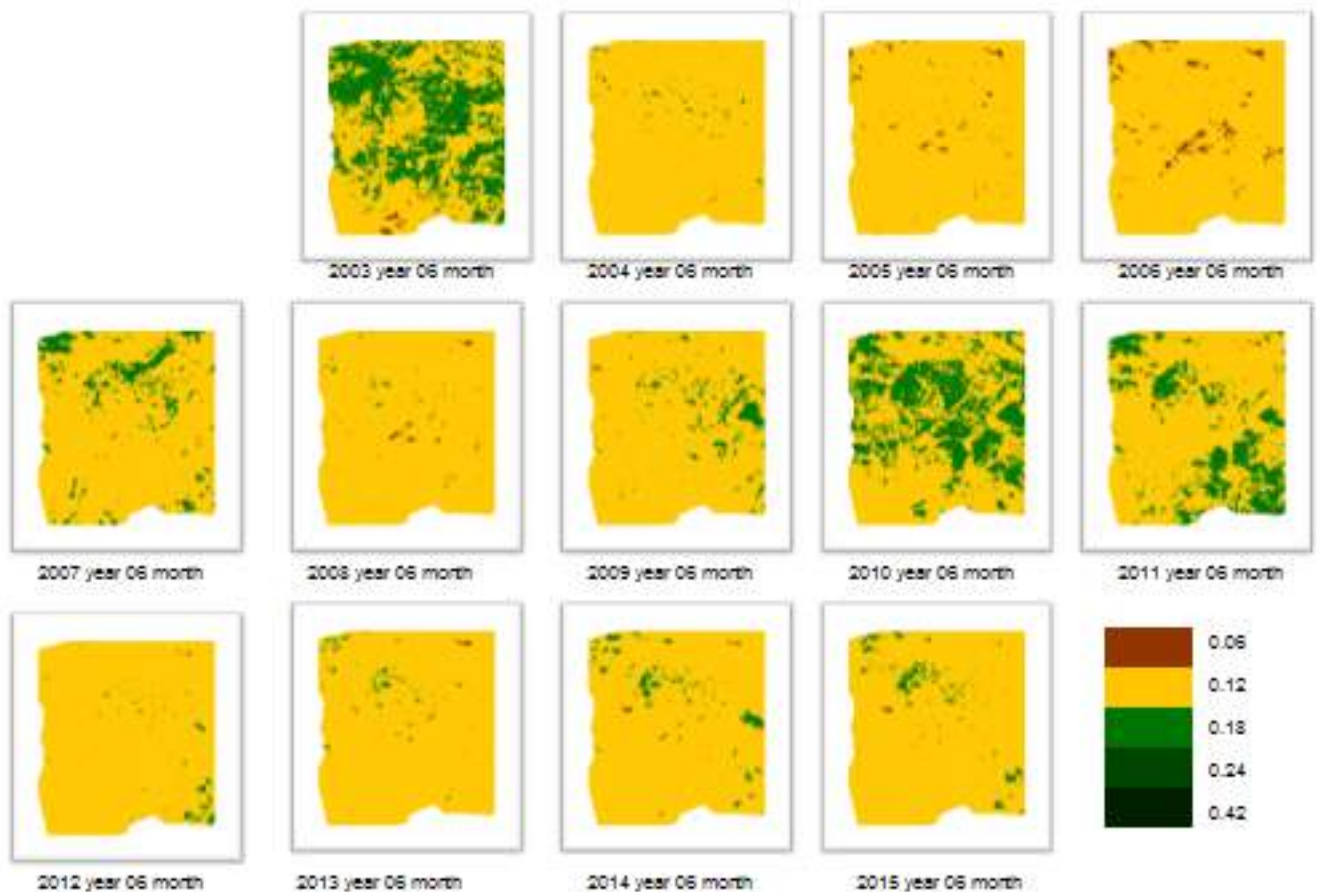 2003 year 06 month
2004 year 06 month
2005 year 06 month
2006 year 06 month
2007 year 06 month
2008 year 06 month
2009 year 06 month
2010 year 06 month
2011 year 06 month
0.06
0.12
0.18
0.24
0.42
2012 year 06 month
2013 year 06 month
2014 year 06 month
2015 year 06 month